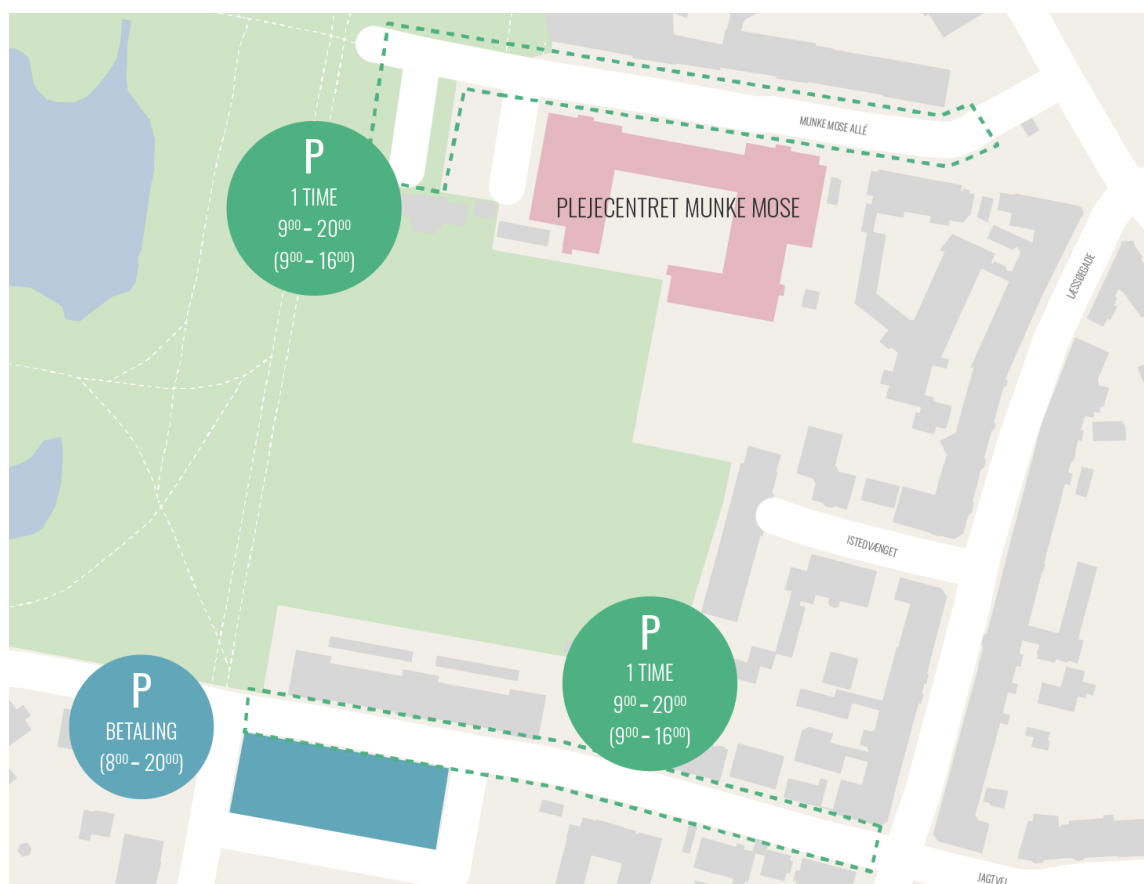 MUNKE MOSE ALLÉ
P
1 TIME
9⁰⁰ – 20⁰⁰
(9⁰⁰ – 16⁰⁰)
PLEJECENTRET MUNKE MOSE
LÆSSØEGADE
ISTEDVÆNGET
P
1 TIME
9⁰⁰ – 20⁰⁰
(9⁰⁰ – 16⁰⁰)
P
BETALING
(8⁰⁰ – 20⁰⁰)
JAGTVEJ